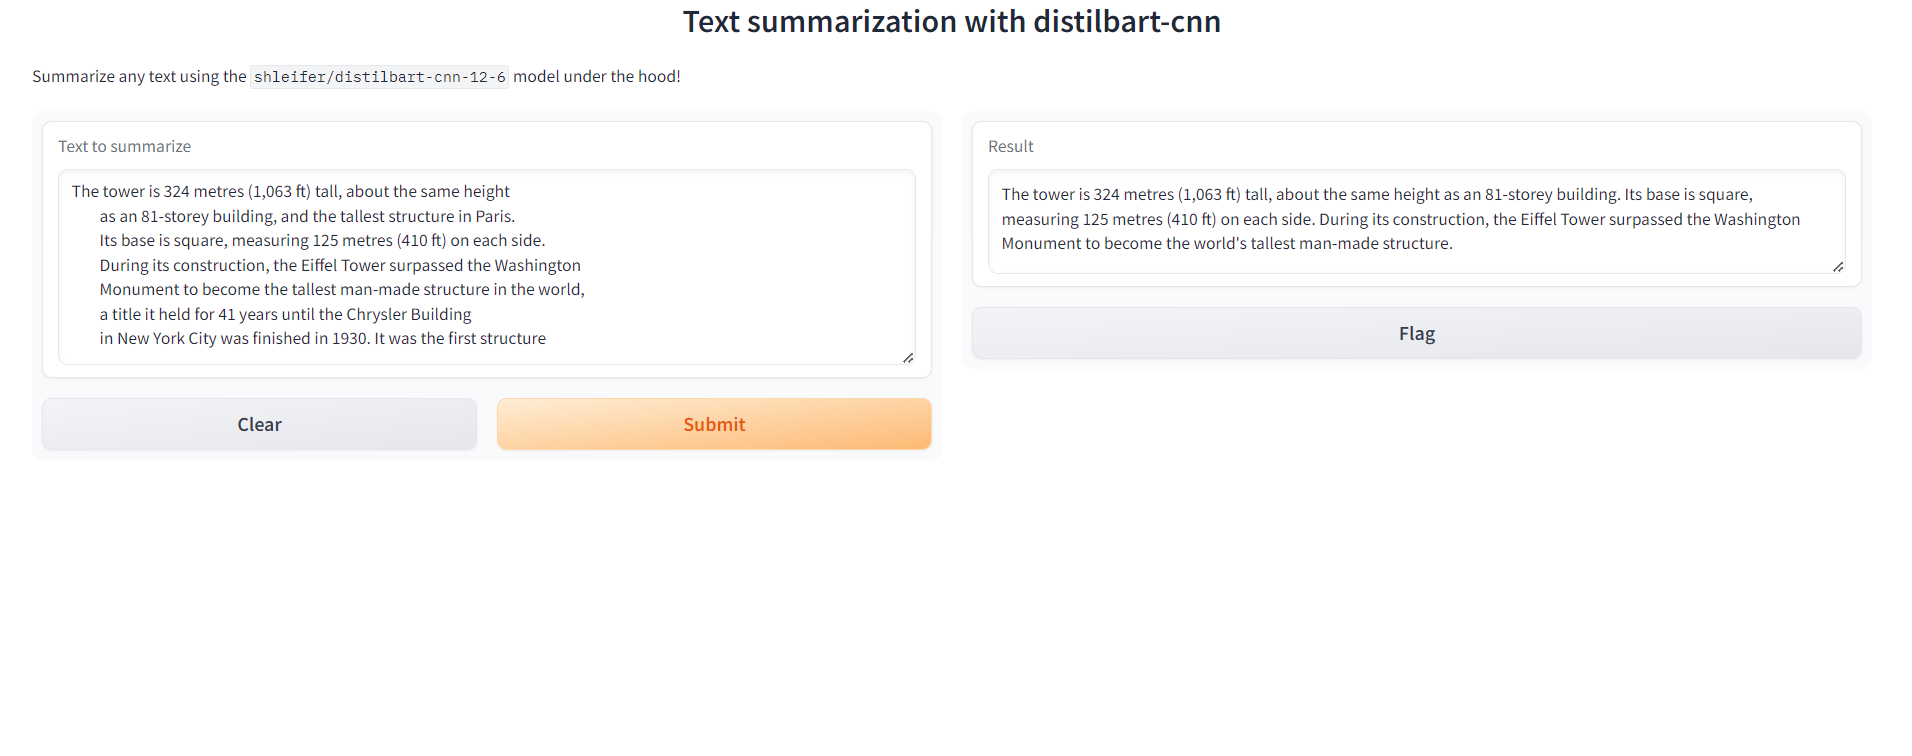 Text summarization with distilbart-cnn
Summarize any text using the shleifer/distilbart-cnn-12-6 model under the hood!
Text to summarize
The tower is 324 metres (1,063 ft) tall, about the same height
as an 81-storey building, and the tallest structure in Paris.
Its base is square, measuring 125 metres (410 ft) on each side.
During its construction, the Eiffel Tower surpassed the Washington
Monument to become the tallest man-made structure in the world,
a title it held for 41 years until the Chrysler Building
in New York City was finished in 1930. It was the first structure
Clear
Submit
Result
The tower is 324 metres (1,063 ft) tall, about the same height as an 81-storey building. Its base is square,
measuring 125 metres (410 ft) on each side. During its construction, the Eiffel Tower surpassed the Washington
Monument to become the world's tallest man-made structure.
Flag